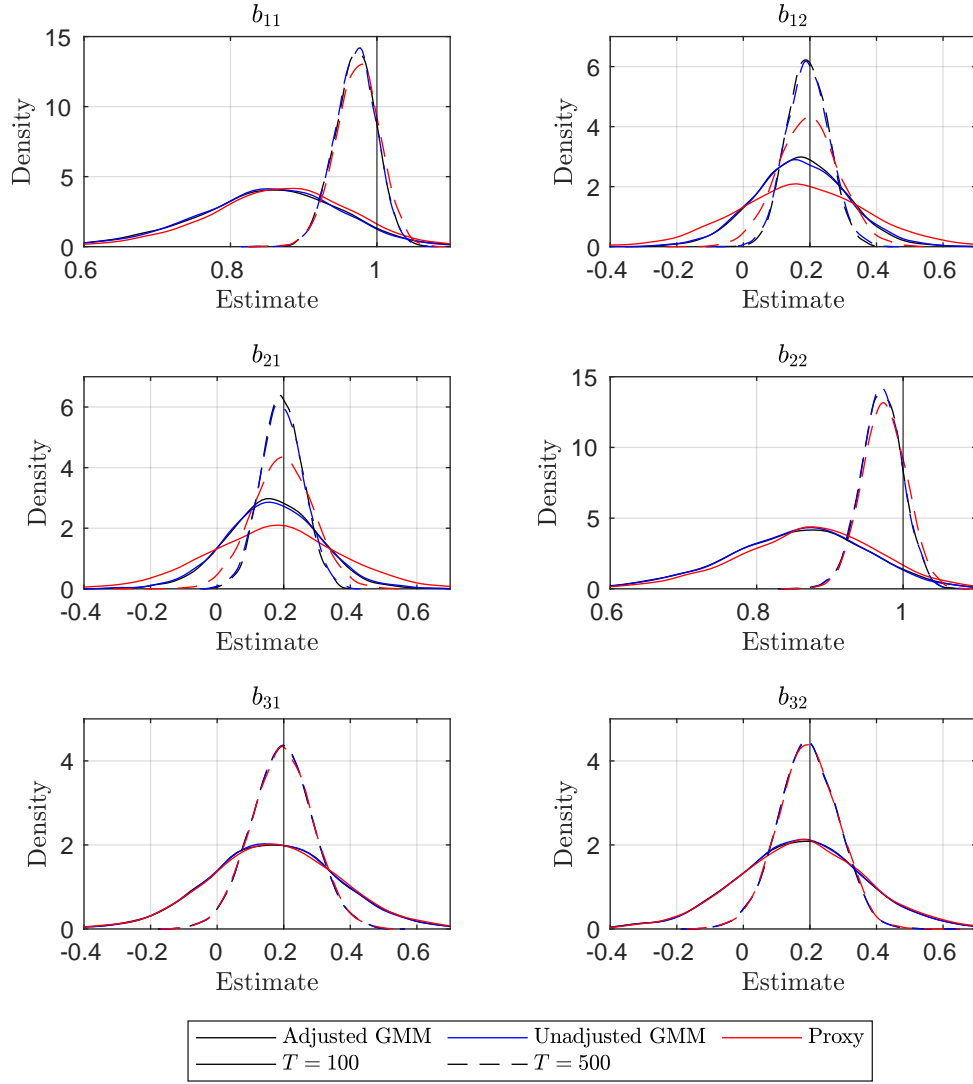 b₁₁
15
10
5
0
Density
0.6 0.8 1
Estimate
b₁₂
6
4
2
0
Density
-0.4 -0.2 0 0.2 0.4 0.6
Estimate
b₂₁
6
4
2
0
Density
-0.4 -0.2 0 0.2 0.4 0.6
Estimate
b₂₂
15
10
5
0
Density
0.6 0.8 1
Estimate
b₃₁
4
2
0
Density
-0.4 -0.2 0 0.2 0.4 0.6
Estimate
b₃₂
4
2
0
Density
-0.4 -0.2 0 0.2 0.4 0.6
Estimate
Adjusted GMM Unadjusted GMM Proxy
T = 100 T = 500